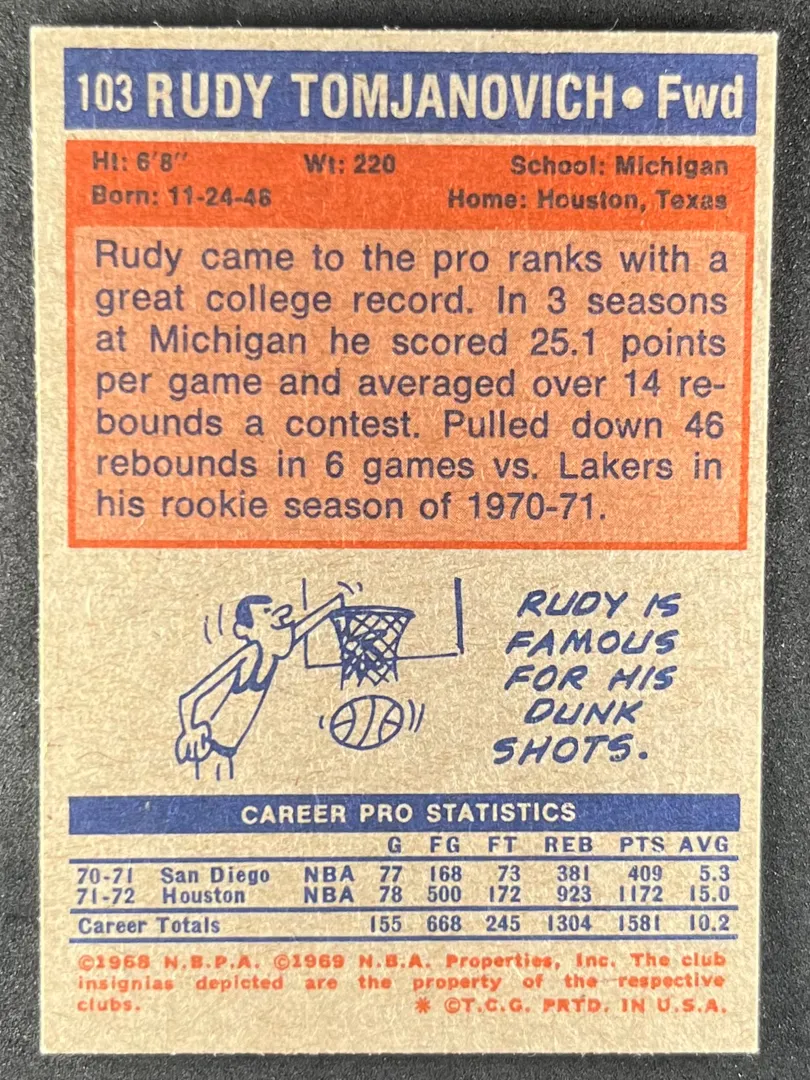 103 RUDY TOMJANOVICH • Fwd
Ht: 6'8" Wt: 220 School: Michigan
Born: 11-24-46 Home: Houston, Texas
Rudy came to the pro ranks with a
great college record. In 3 seasons
at Michigan he scored 25.1 points
per game and averaged over 14 re-
bounds a contest. Pulled down 46
rebounds in 6 games vs. Lakers in
his rookie season of 1970-71.
RUDY IS
FAMOUS
FOR HIS
DUNK
SHOTS.
CAREER PRO STATISTICS
G FG FT REB PTS AVG
70-71 San Diego NBA 77 168 73 381 409 5.3
71-72 Houston NBA 78 500 172 923 1172 15.0
Career Totals 155 668 245 1304 1581 10.2
©1968 N.B.P.A. ©1969 N.B.A. Properties, Inc. The club
insignias depicted are the property of the respective
clubs. * ©T.C.G. PRTD. IN U.S.A.